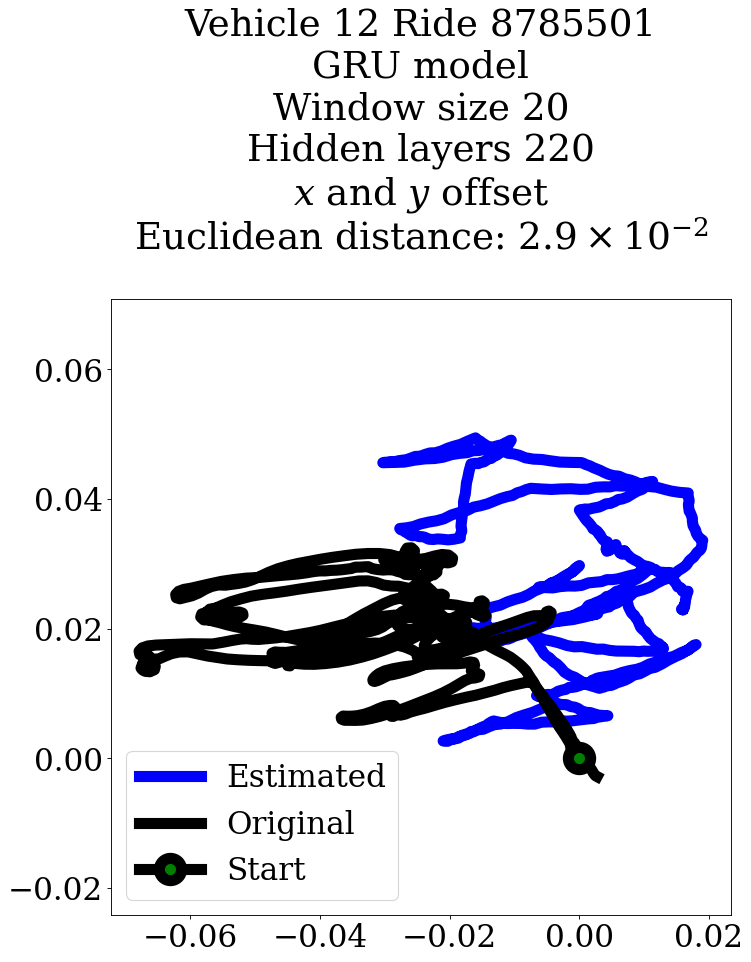 Vehicle 12 Ride 8785501
GRU model
Window size 20
Hidden layers 220
x and y offset
Euclidean distance: 2.9 × 10⁻²
0.06
0.04
0.02
0.00
−0.02
Estimated
Original
Start
−0.06 −0.04 −0.02 0.00 0.02